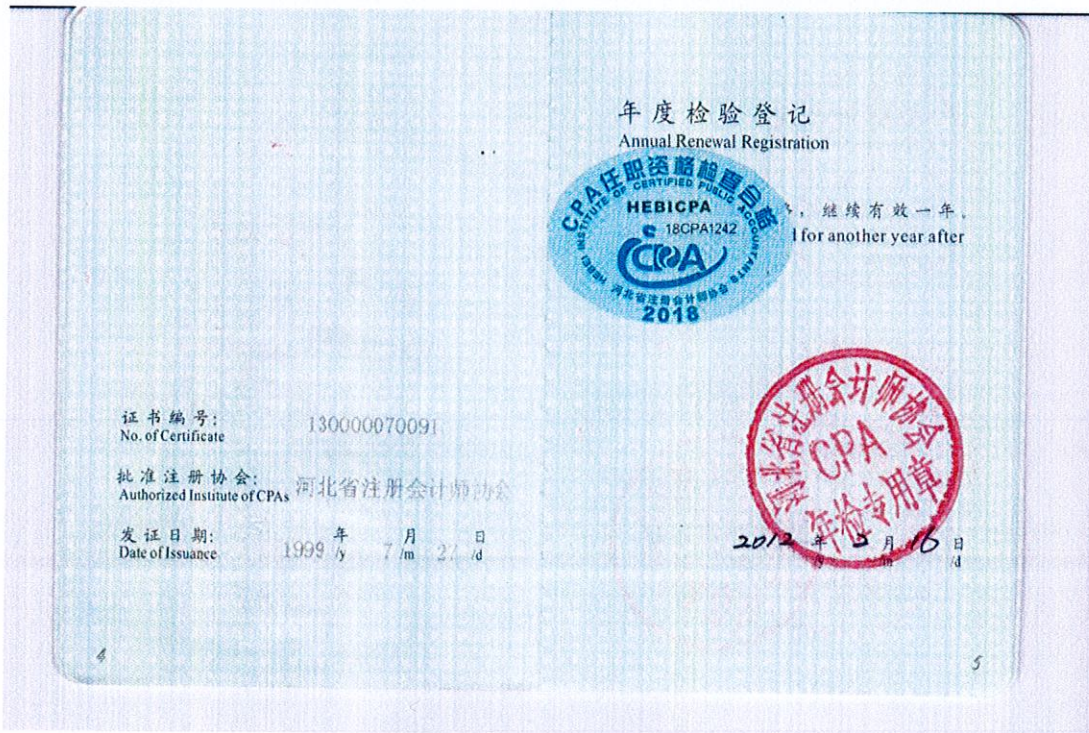 证书编号:
No. of Certificate
130000070091
批准注册协会:
Authorized Institute of CPAs
河北省注册会计师协会
发证日期:
Date of Issuance
1999 年/y 7 月/m 日/d
4
年度检验登记
Annual Renewal Registration
，继续有效一年。
for another year after
CPA任职资格检查合格
HEBEI INSTITUTE OF CERTIFIED PUBLIC ACCOUNTANTS
HEBICPA
18CPA1242
CPA
河北省注册会计师协会
2018
河北省注册会计师协会
CPA
年检专用章
2012 年/y 2 月/m 16 日/d
5